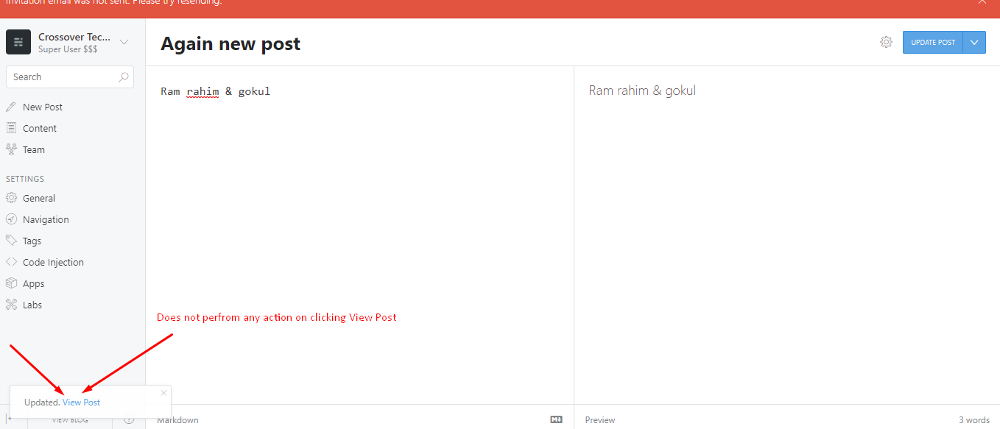 Invitation email was not sent. Please try resending.
Crossover Tec...
Super User $$$
Search
New Post
Content
Team
SETTINGS
General
Navigation
Tags
Code Injection
Apps
Labs
Again new post
UPDATE POST
Ram rahim & gokul
Ram rahim & gokul
Does not perfrom any action on clicking View Post
Updated. View Post
VIEW BLOG
?
Markdown
M↓
Preview
3 words